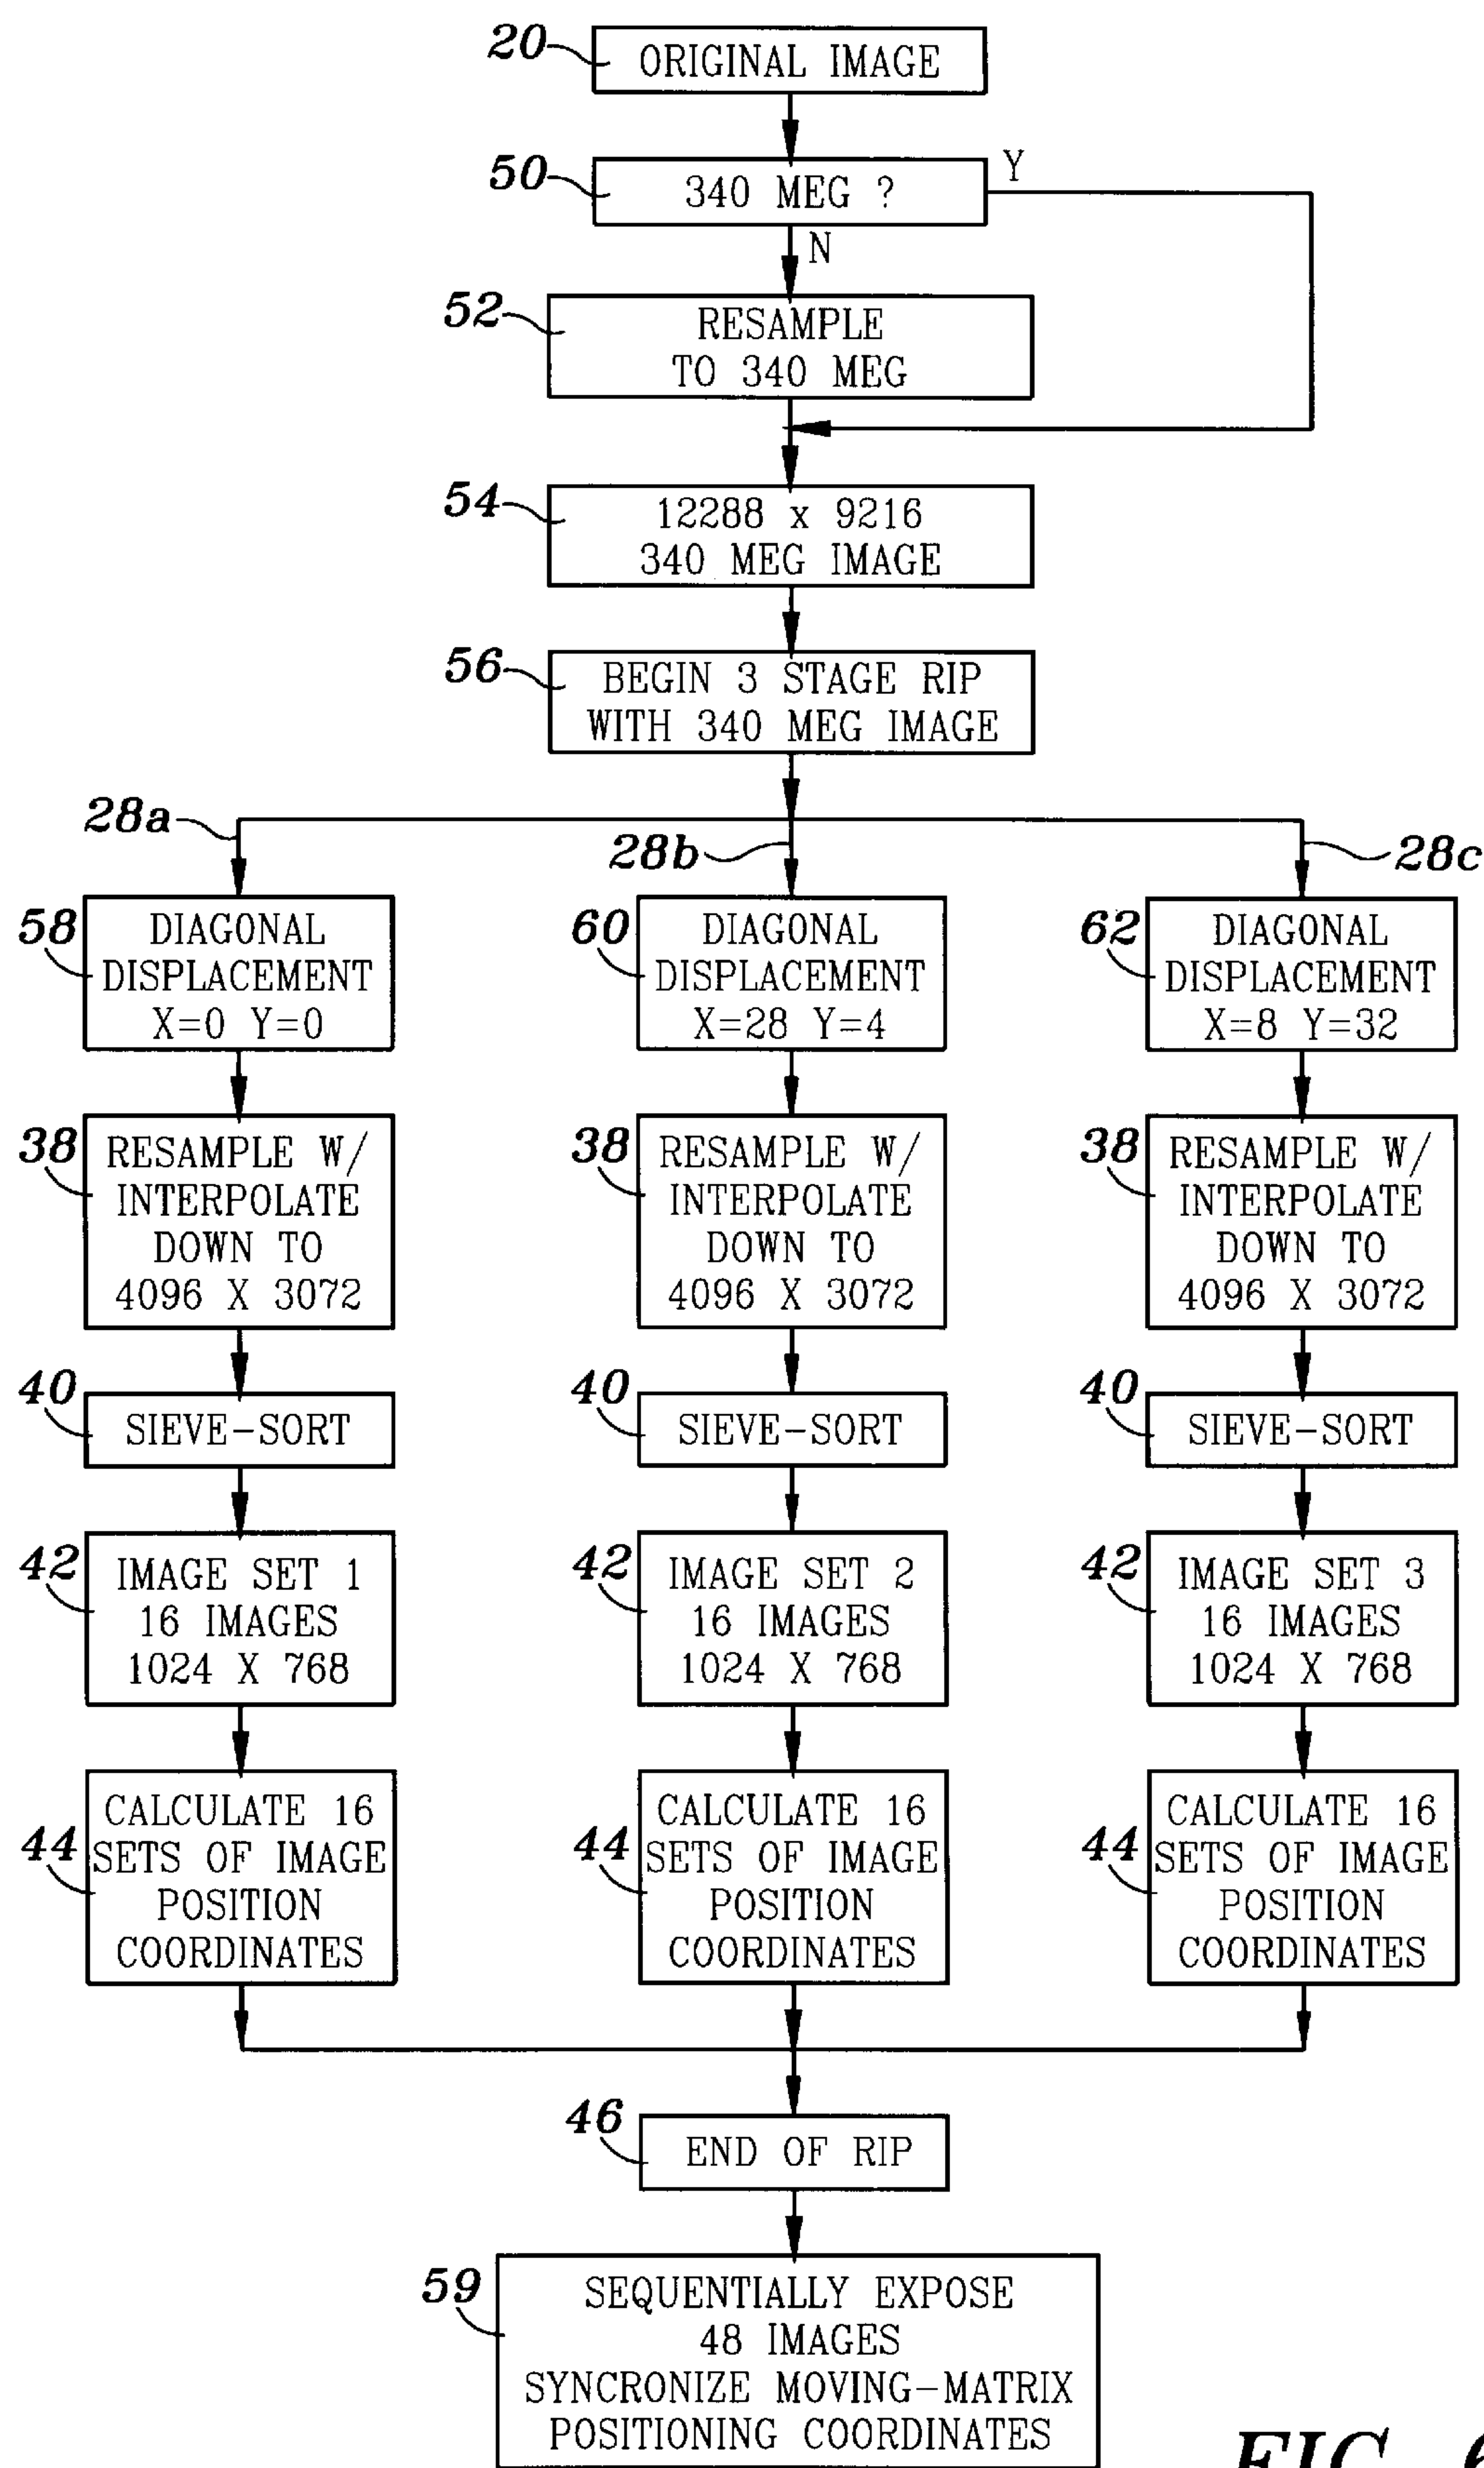 20
ORIGINAL IMAGE
50
340 MEG ?
Y
N
52
RESAMPLE
TO 340 MEG
54
12288 x 9216
340 MEG IMAGE
56
BEGIN 3 STAGE RIP
WITH 340 MEG IMAGE
28a
28b
28c
58
DIAGONAL
DISPLACEMENT
X=0 Y=0
60
DIAGONAL
DISPLACEMENT
X=28 Y=4
62
DIAGONAL
DISPLACEMENT
X=8 Y=32
38
RESAMPLE W/
INTERPOLATE
DOWN TO
4096 X 3072
38
RESAMPLE W/
INTERPOLATE
DOWN TO
4096 X 3072
38
RESAMPLE W/
INTERPOLATE
DOWN TO
4096 X 3072
40
SIEVE-SORT
40
SIEVE-SORT
40
SIEVE-SORT
42
IMAGE SET 1
16 IMAGES
1024 X 768
42
IMAGE SET 2
16 IMAGES
1024 X 768
42
IMAGE SET 3
16 IMAGES
1024 X 768
44
CALCULATE 16
SETS OF IMAGE
POSITION
COORDINATES
44
CALCULATE 16
SETS OF IMAGE
POSITION
COORDINATES
44
CALCULATE 16
SETS OF IMAGE
POSITION
COORDINATES
46
END OF RIP
59
SEQUENTIALLY EXPOSE
48 IMAGES
SYNCRONIZE MOVING-MATRIX
POSITIONING COORDINATES
FIG. 6